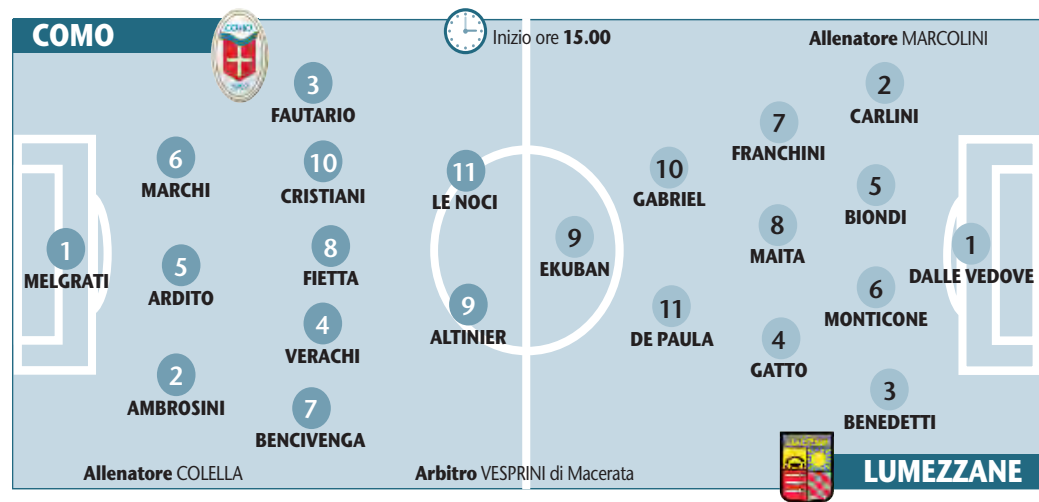 COMO
Inizio ore 15.00
Allenatore MARCOLINI
3
FAUTARIO
6
MARCHI
10
CRISTIANI
11
LE NOCI
1
MELGRATI
5
ARDITO
8
FIETTA
9
ALTINIER
4
VERACHI
2
AMBROSINI
7
BENCIVENGA
Allenatore COLELLA
2
CARLINI
7
FRANCHINI
10
GABRIEL
5
BIONDI
9
EKUBAN
8
MAITA
1
DALLE VEDOVE
6
MONTICONE
11
DE PAULA
4
GATTO
3
BENEDETTI
Arbitro VESPRINI di Macerata
LUMEZZANE
COMO
1907